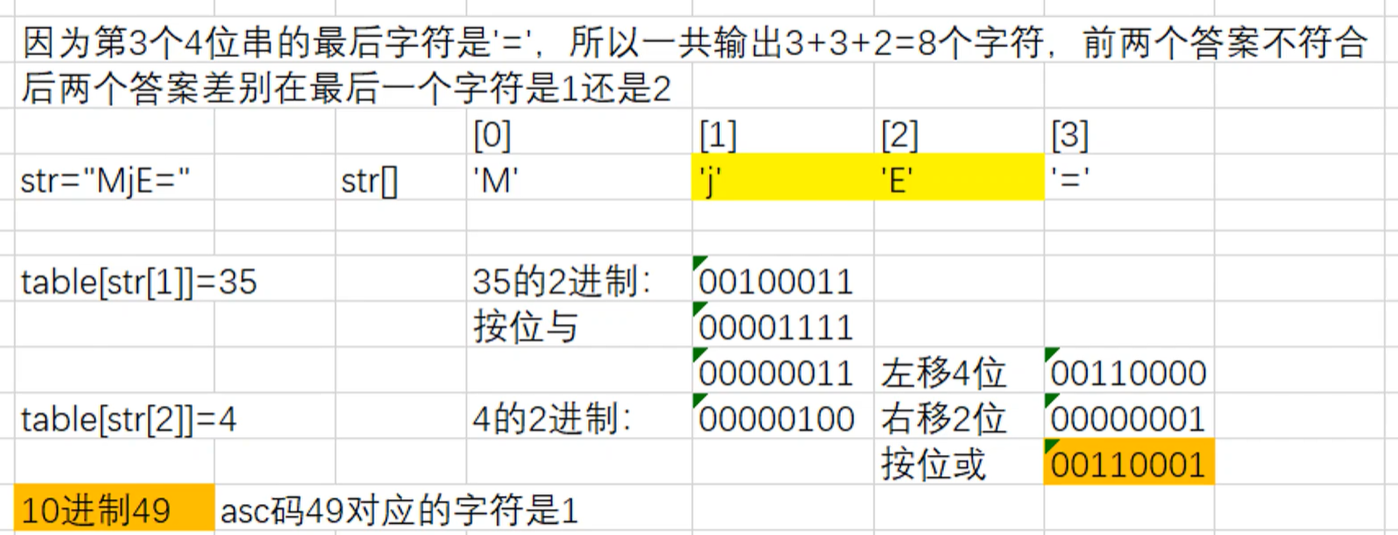 因为第3个4位串的最后字符是'='，所以一共输出3+3+2=8个字符，前两个答案不符合
后两个答案差别在最后一个字符是1还是2
[0] [1] [2] [3]
str="MjE=" str[] 'M' 'j' 'E' '='
table[str[1]]=35 35的2进制： 00100011
按位与 00001111
00000011 左移4位 00110000
table[str[2]]=4 4的2进制： 00000100 右移2位 00000001
按位或 00110001
10进制49 asc码49对应的字符是1